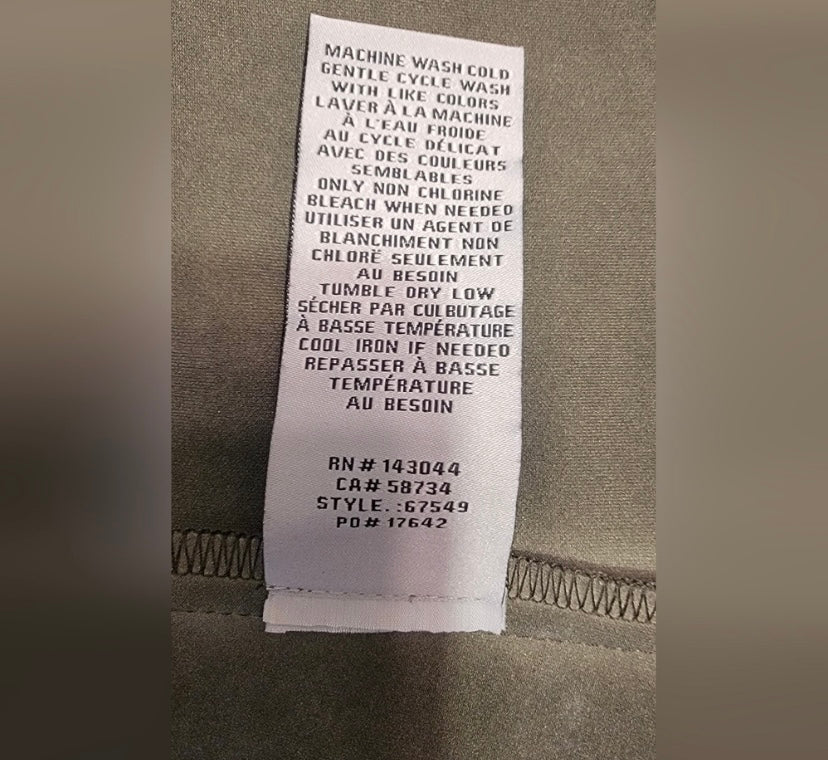 MACHINE WASH COLD
GENTLE CYCLE WASH
WITH LIKE COLORS
LAVER À LA MACHINE
À L'EAU FROIDE
AU CYCLE DÉLICAT
AVEC DES COULEURS
SEMBLABLES
ONLY NON CHLORINE
BLEACH WHEN NEEDED
UTILISER UN AGENT DE
BLANCHIMENT NON
CHLORË SEULEMENT
AU BESOIN
TUMBLE DRY LOW
SÉCHER PAR CULBUTAGE
À BASSE TEMPÉRATURE
COOL IRON IF NEEDED
REPASSER À BASSE
TEMPÉRATURE
AU BESOIN
RN# 143044
CA# 58734
STYLE. :67549
PO# 17642